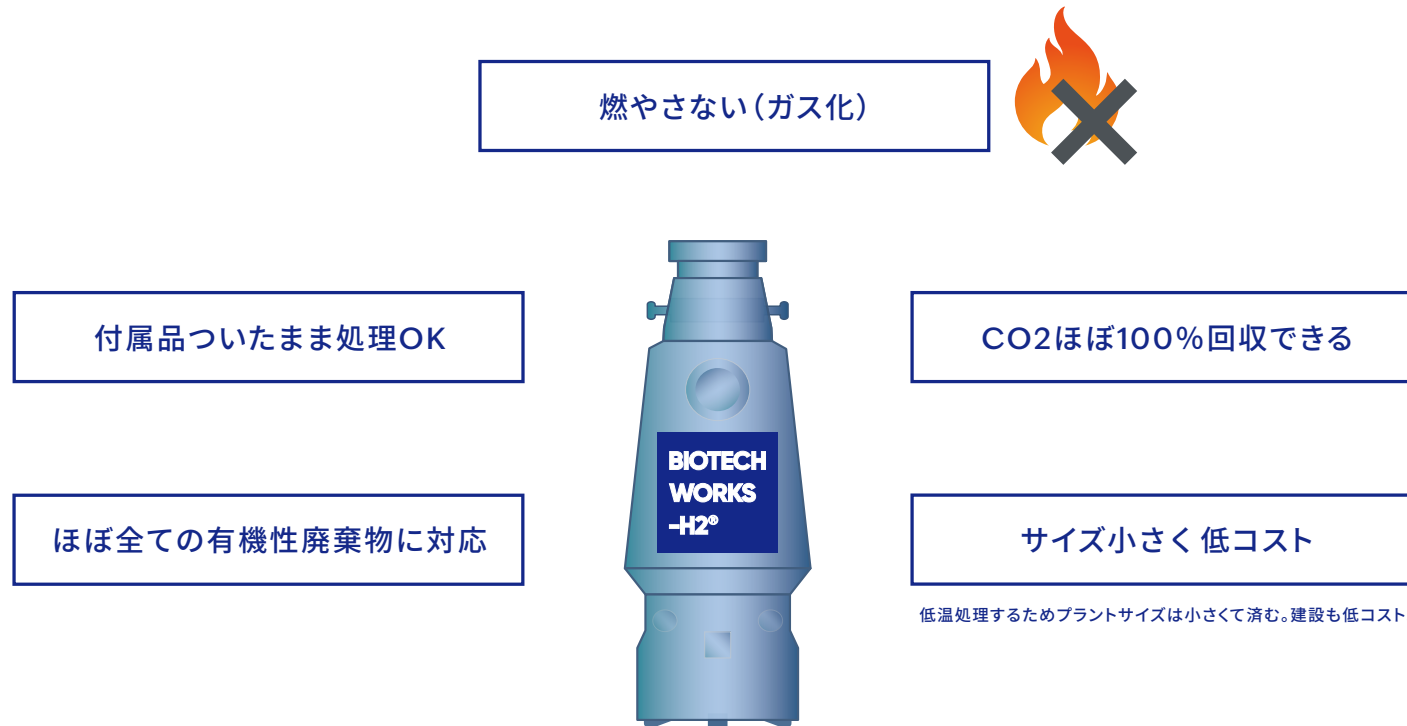 燃やさない（ガス化）
付属品ついたまま処理OK
CO2ほぼ100％回収できる
BIOTECH
WORKS
-H2®
ほぼ全ての有機性廃棄物に対応
サイズ小さく 低コスト
低温処理するためプラントサイズは小さくて済む。建設も低コスト